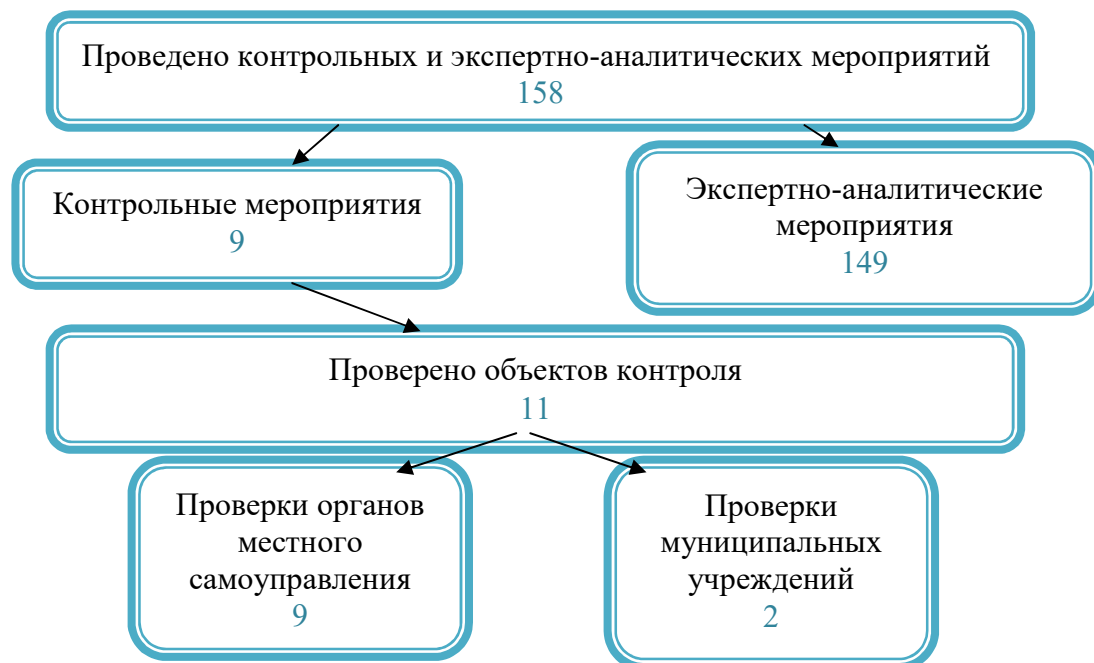 Проведено контрольных и экспертно-аналитических мероприятий
158
Контрольные мероприятия
9
Экспертно-аналитические
мероприятия
149
Проверено объектов контроля
11
Проверки органов
местного
самоуправления
9
Проверки
муниципальных
учреждений
2